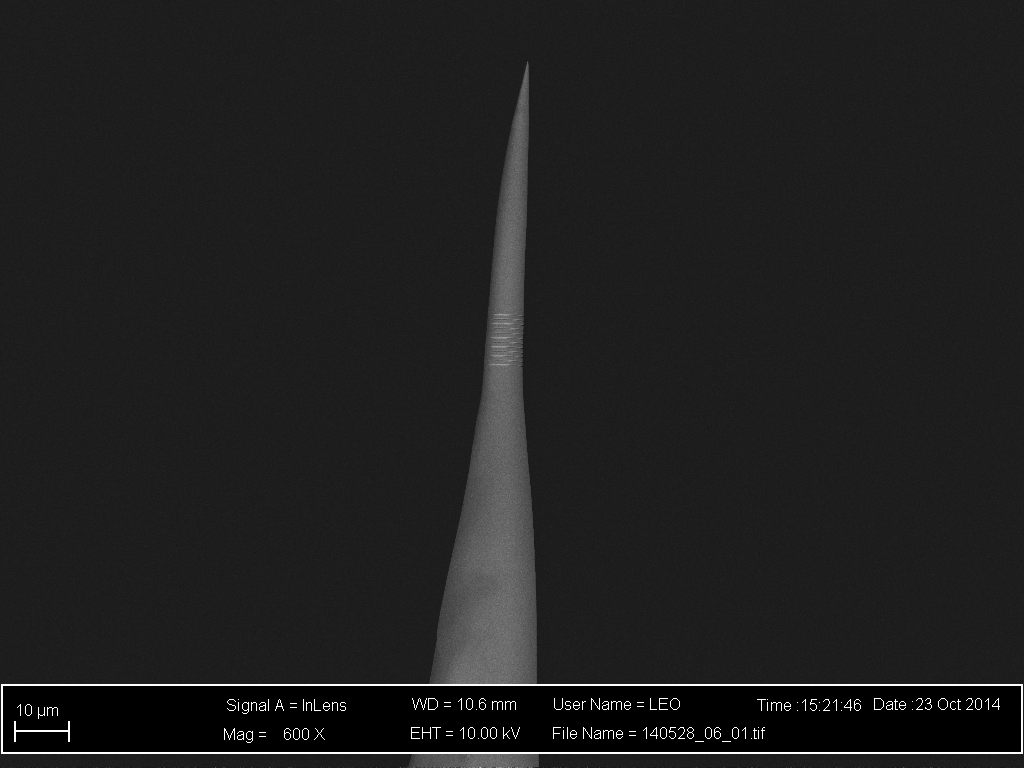 10 µm Signal A = InLens WD = 10.6 mm User Name = LEO Time :15:21:46 Date :23 Oct 2014
Mag = 600 X EHT = 10.00 kV File Name = 140528_06_01.tif